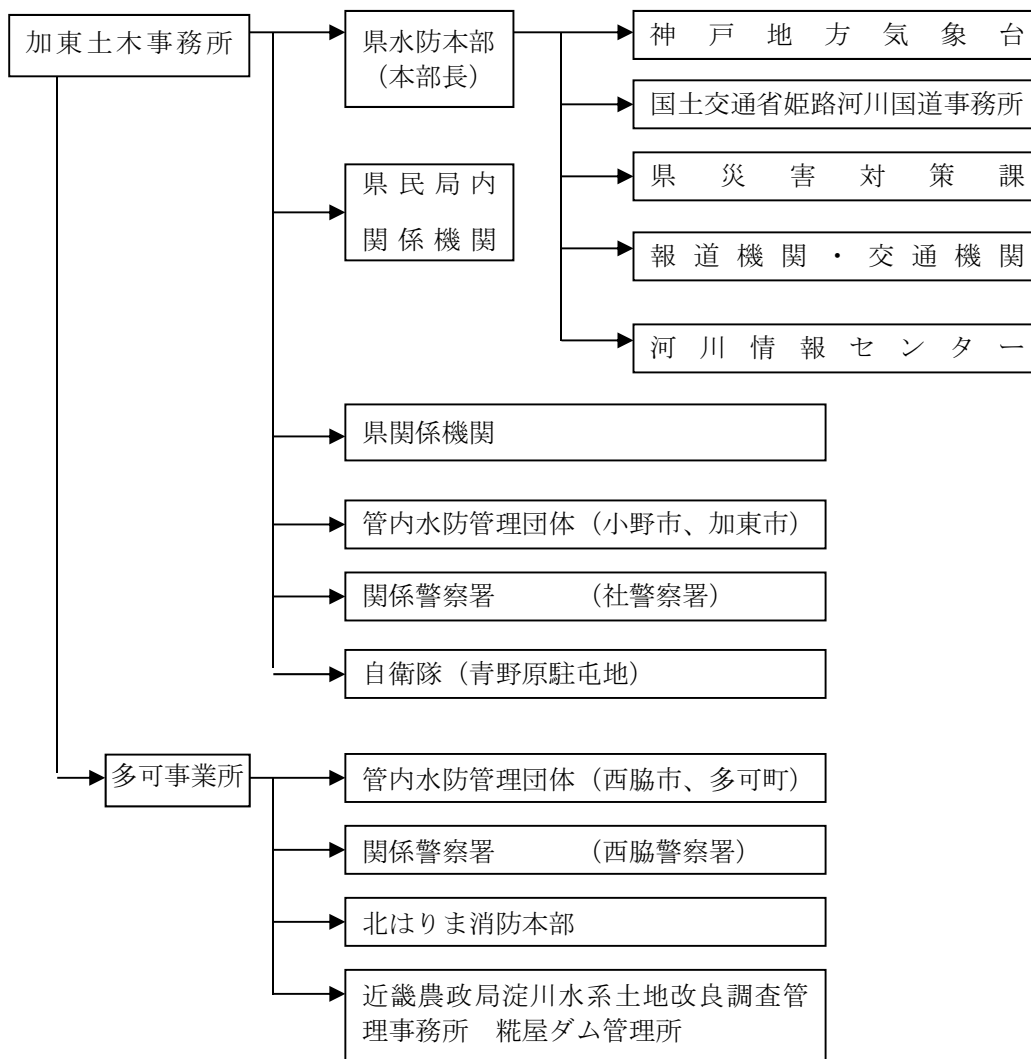 加東土木事務所
県水防本部
(本部長)
神戸地方気象台
国土交通省姫路河川国道事務所
県災害対策課
報道機関・交通機関
河川情報センター
県民局内
関係機関
県関係機関
管内水防管理団体（小野市、加東市）
関係警察署　　　（社警察署）
自衛隊（青野原駐屯地）
多可事業所
管内水防管理団体（西脇市、多可町）
関係警察署　　　（西脇警察署）
北はりま消防本部
近畿農政局淀川水系土地改良調査管
理事務所　糀屋ダム管理所